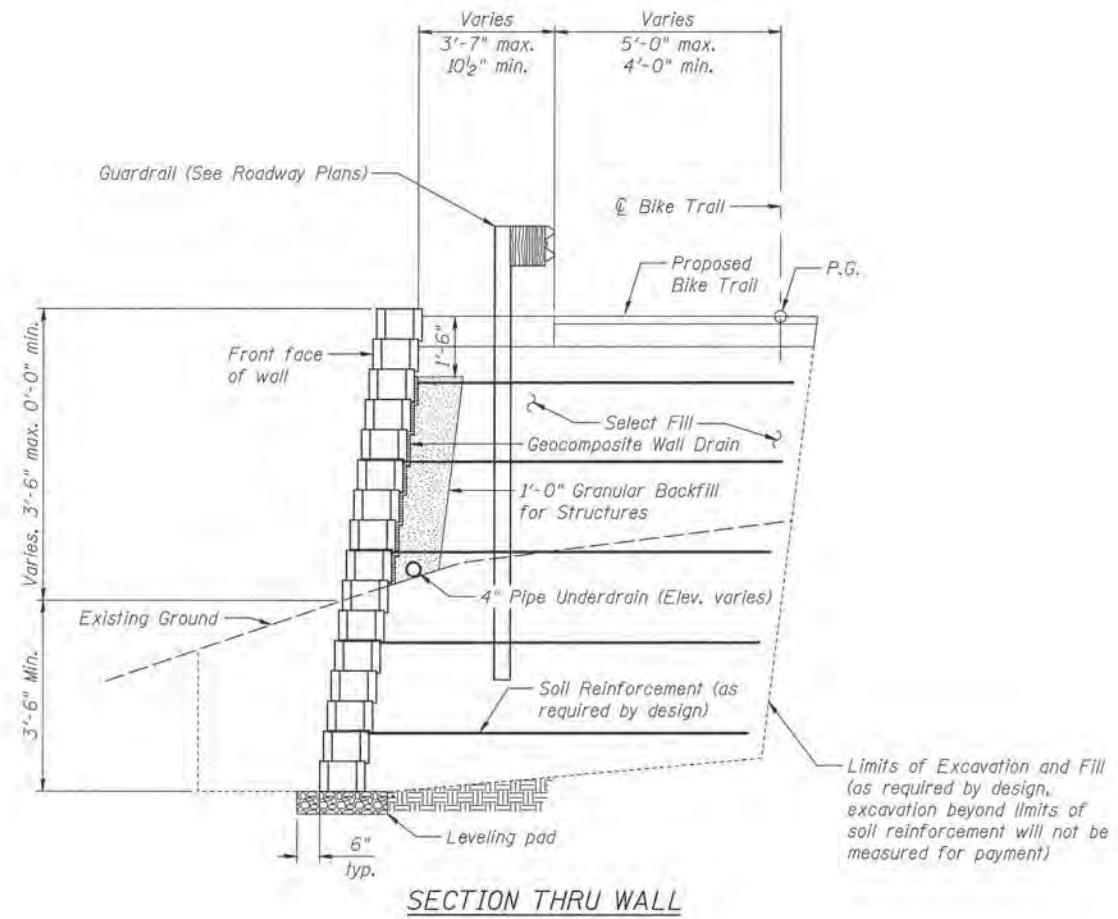 Varies
3'-7" max.
10½" min.
Varies
5'-0" max.
4'-0" min.
Guardrail (See Roadway Plans)
℄ Bike Trail
Proposed
Bike Trail
P.G.
Varies, 3'-6" max. 0'-0" min.
Front face
of wall
1'-6"
Select Fill
Geocomposite Wall Drain
1'-0" Granular Backfill
for Structures
4" Pipe Underdrain (Elev. varies)
Existing Ground
3'-6" Min.
Soil Reinforcement (as
required by design)
Limits of Excavation and Fill
(as required by design,
excavation beyond limits of
soil reinforcement will not be
measured for payment)
Leveling pad
6"
typ.
SECTION THRU WALL